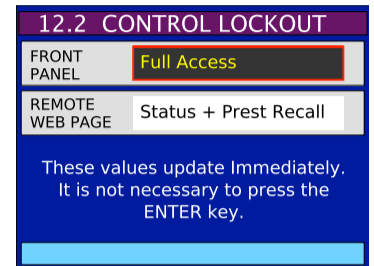 12.2 CONTROL LOCKOUT
FRONT
PANEL
Full Access
REMOTE
WEB PAGE
Status + Prest Recall
These values update Immediately.
It is not necessary to press the
ENTER key.